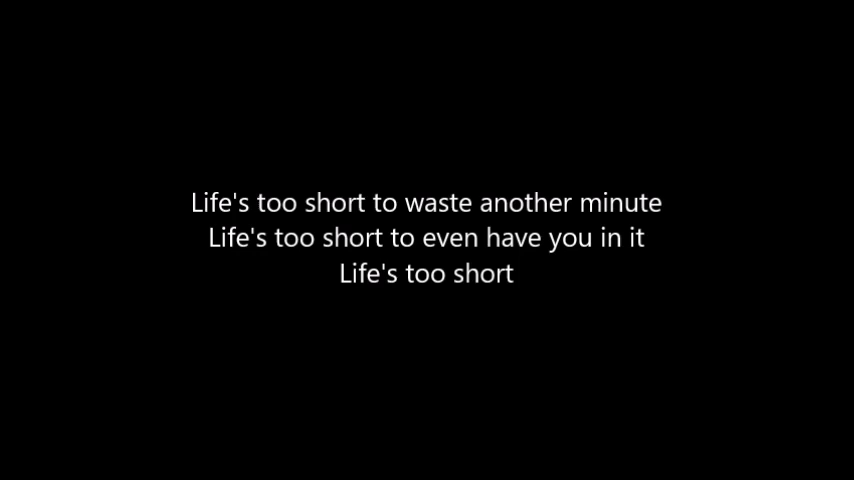 Life's too short to waste another minute
Life's too short to even have you in it
Life's too short